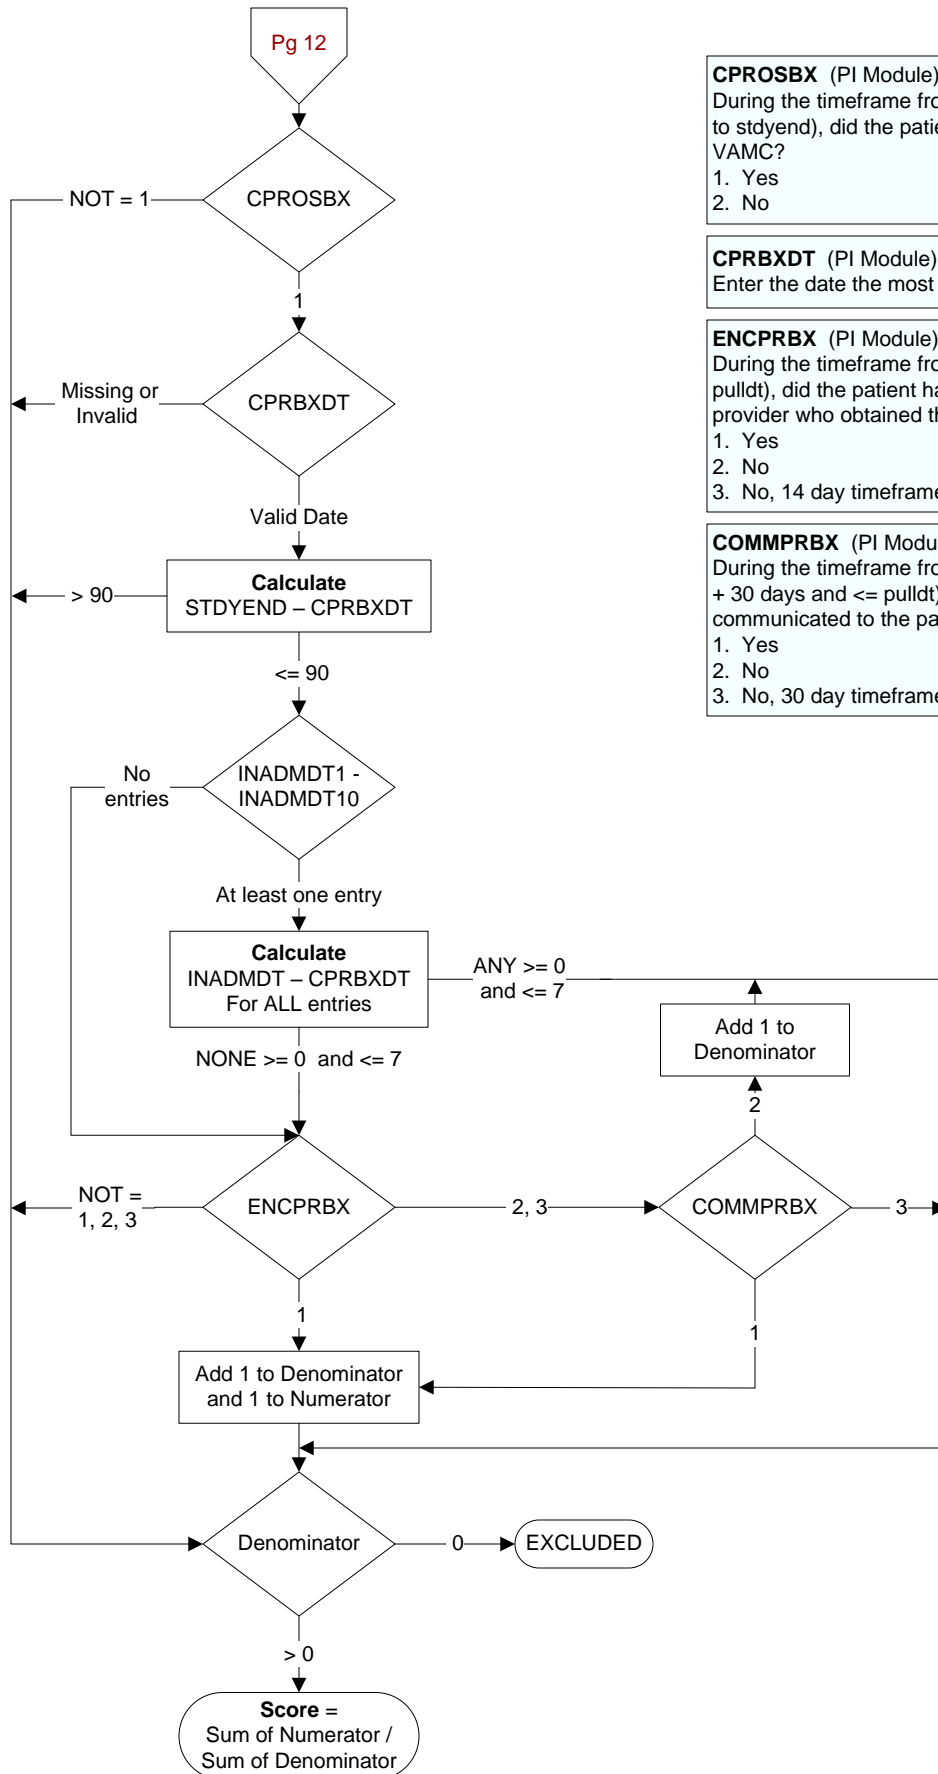 Pg 12
CPROSBX
NOT = 1
1
CPRBXDT
Missing or
Invalid
Valid Date
Calculate
STDYEND – CPRBXDT
> 90
<= 90
INADMDT1 -
INADMDT10
No
entries
At least one entry
Calculate
INADMDT – CPRBXDT
For ALL entries
ANY >= 0
and <= 7
NONE >= 0 and <= 7
Add 1 to
Denominator
2
ENCPRBX
NOT =
1, 2, 3
2, 3
COMMPRBX
3
1
1
Add 1 to Denominator
and 1 to Numerator
Denominator
0
EXCLUDED
> 0
Score =
Sum of Numerator /
Sum of Denominator
CPROSBX (PI Module)
During the timeframe fro
to stdyend), did the patie
VAMC?
1. Yes
2. No
CPRBXDT (PI Module)
Enter the date the most
ENCPRBX (PI Module)
During the timeframe fro
pulldt), did the patient ha
provider who obtained th
1. Yes
2. No
3. No, 14 day timeframe
COMMPRBX (PI Modu
During the timeframe fro
+ 30 days and <= pulldt)
communicated to the pa
1. Yes
2. No
3. No, 30 day timeframe